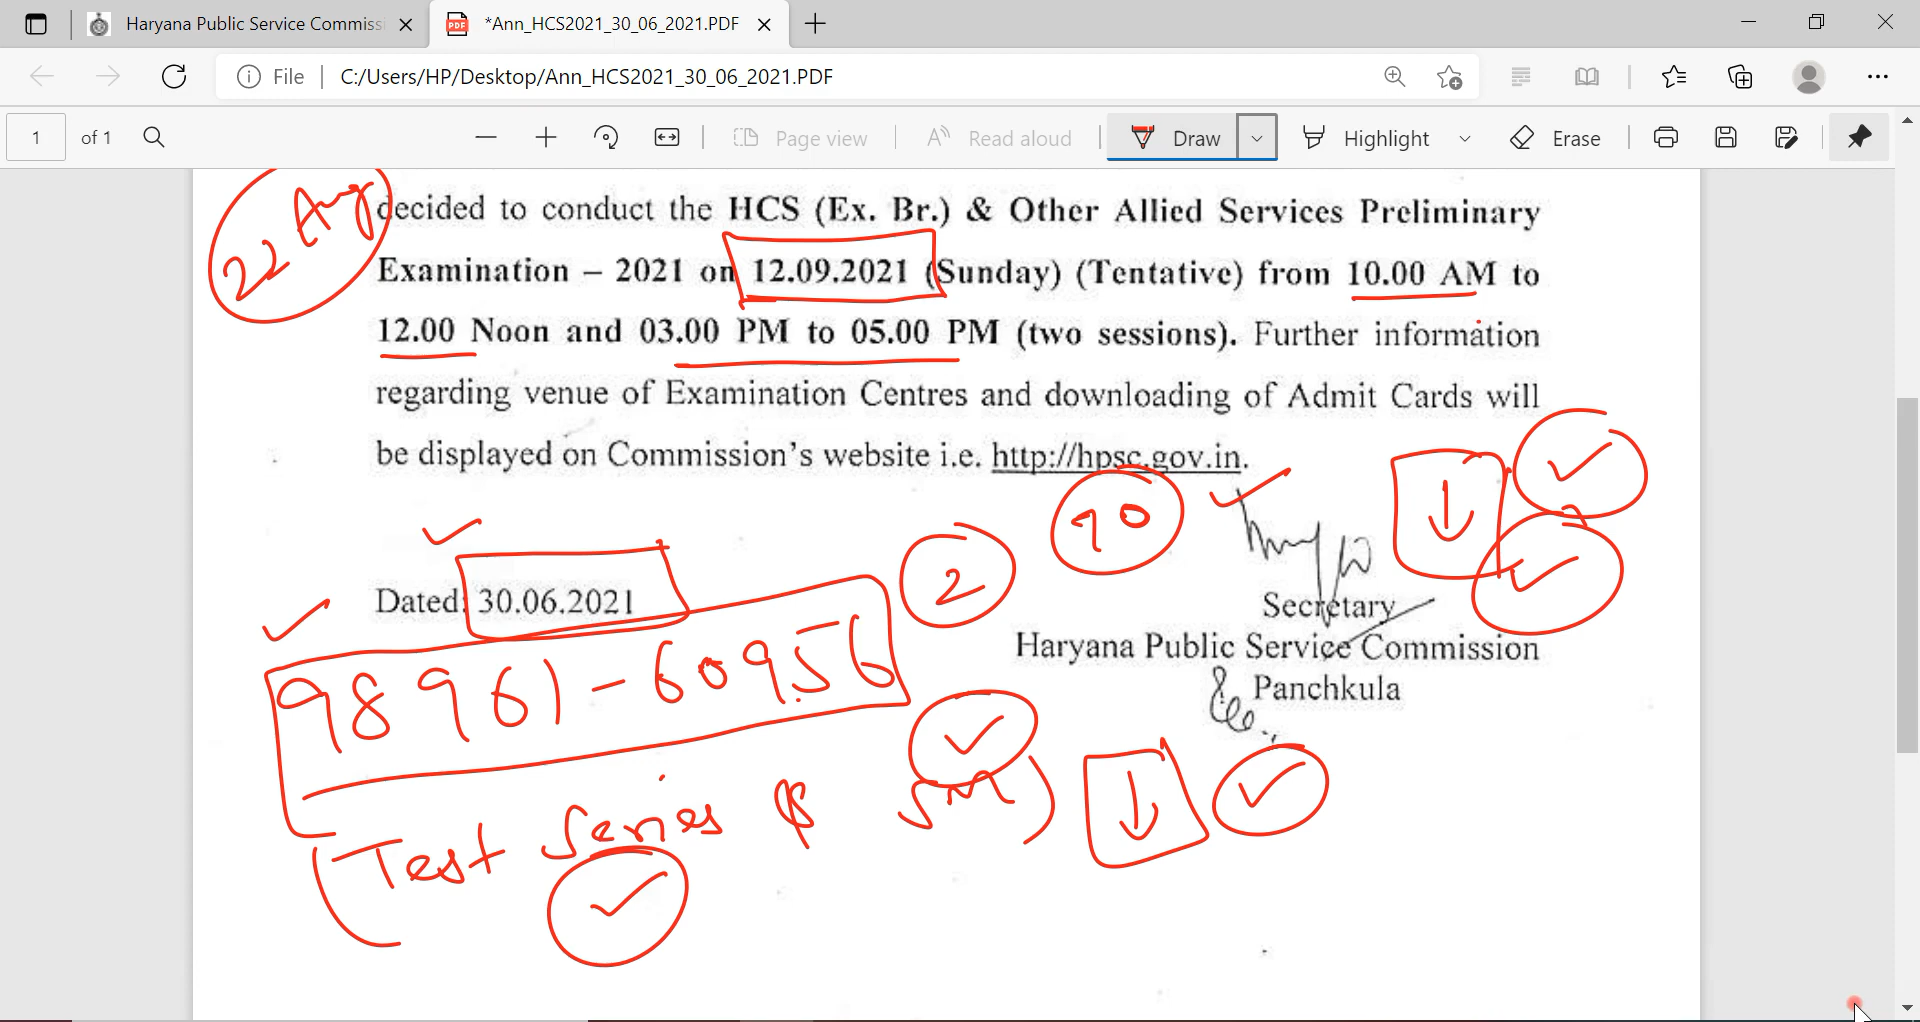 Haryana Public Service Commiss
*Ann_HCS2021_30_06_2021.PDF
File
C:/Users/HP/Desktop/Ann_HCS2021_30_06_2021.PDF
1 of 1
Page view
Read aloud
Draw
Highlight
Erase
22 Aug
decided to conduct the HCS (Ex. Br.) & Other Allied Services Preliminary
Examination – 2021 on 12.09.2021 (Sunday) (Tentative) from 10.00 AM to
12.00 Noon and 03.00 PM to 05.00 PM (two sessions). Further information
regarding venue of Examination Centres and downloading of Admit Cards will
be displayed on Commission's website i.e. http://hpsc.gov.in.
90
2
Dated: 30.06.2021
Secretary
Haryana Public Service Commission
Panchkula
98961-60956
(Test Series & SM)